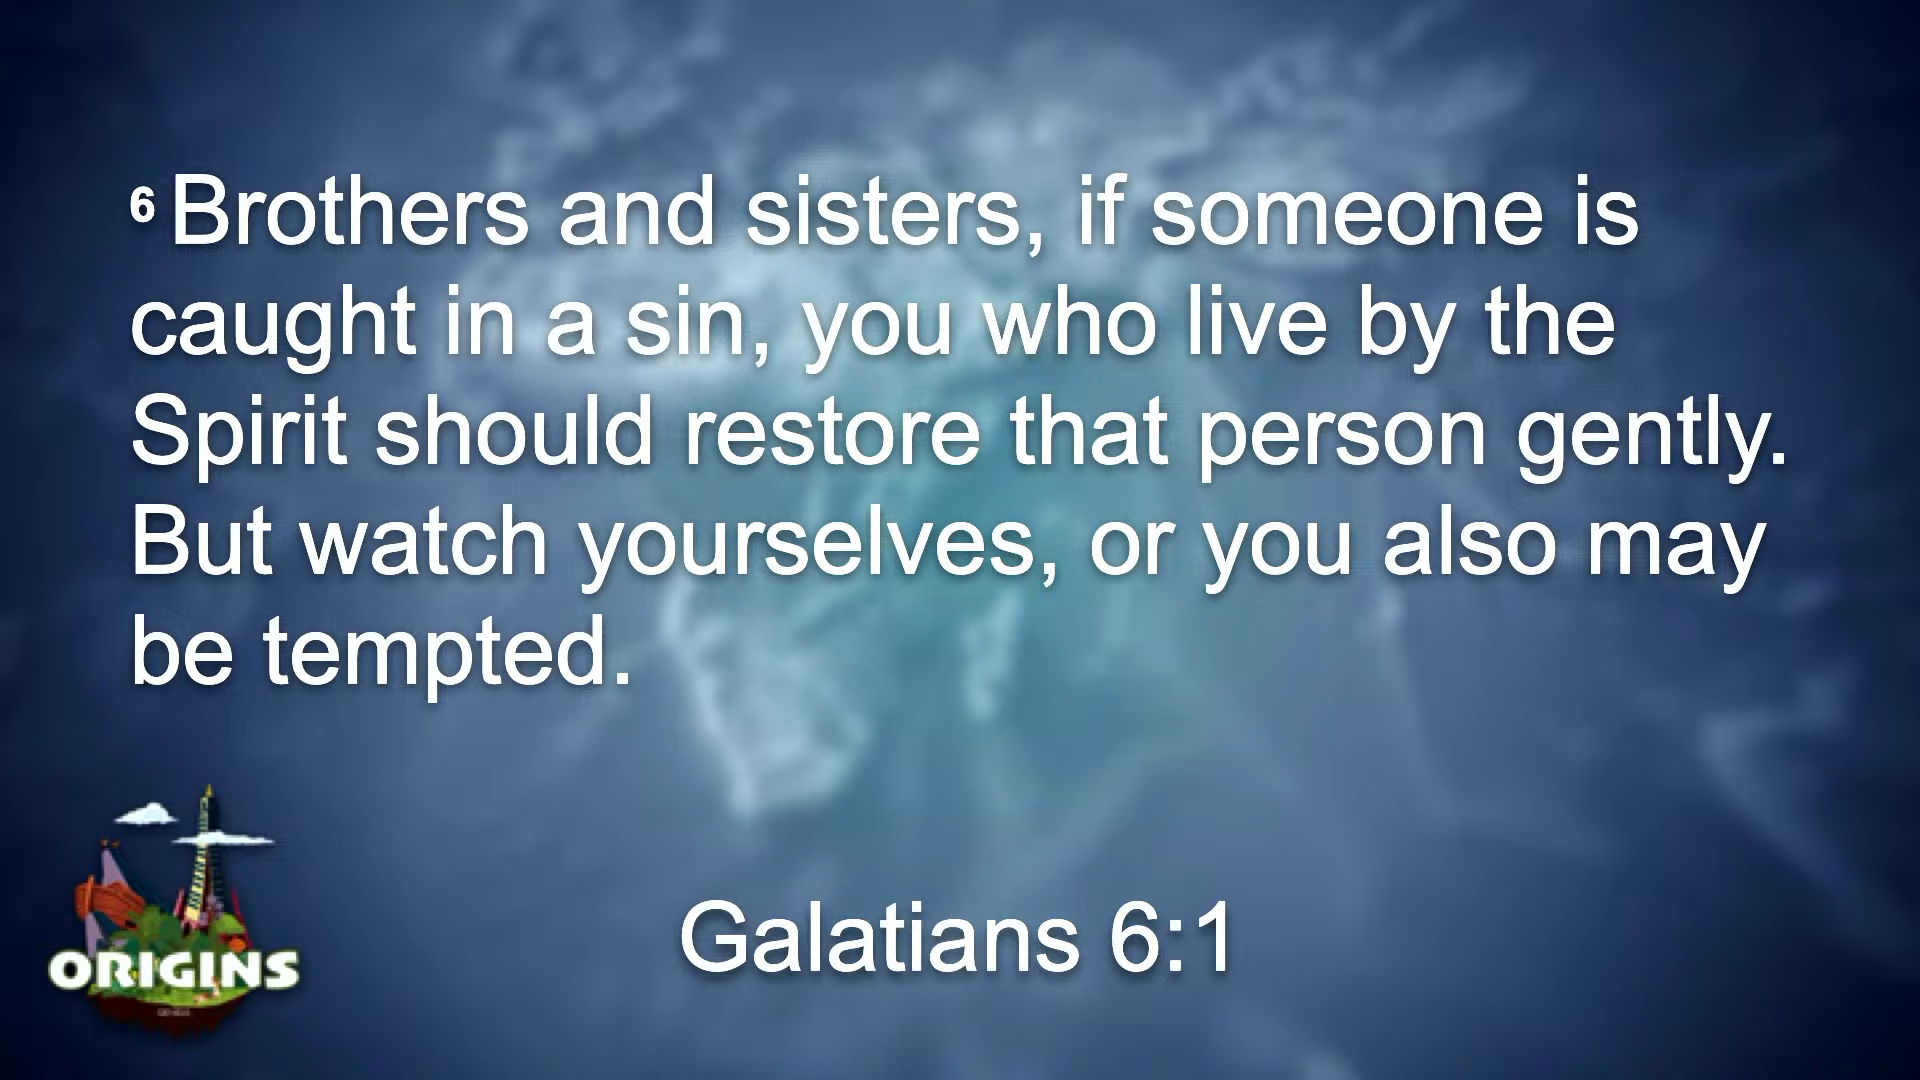 6 Brothers and sisters, if someone is
caught in a sin, you who live by the
Spirit should restore that person gently.
But watch yourselves, or you also may
be tempted.
ORIGINS
Galatians 6:1